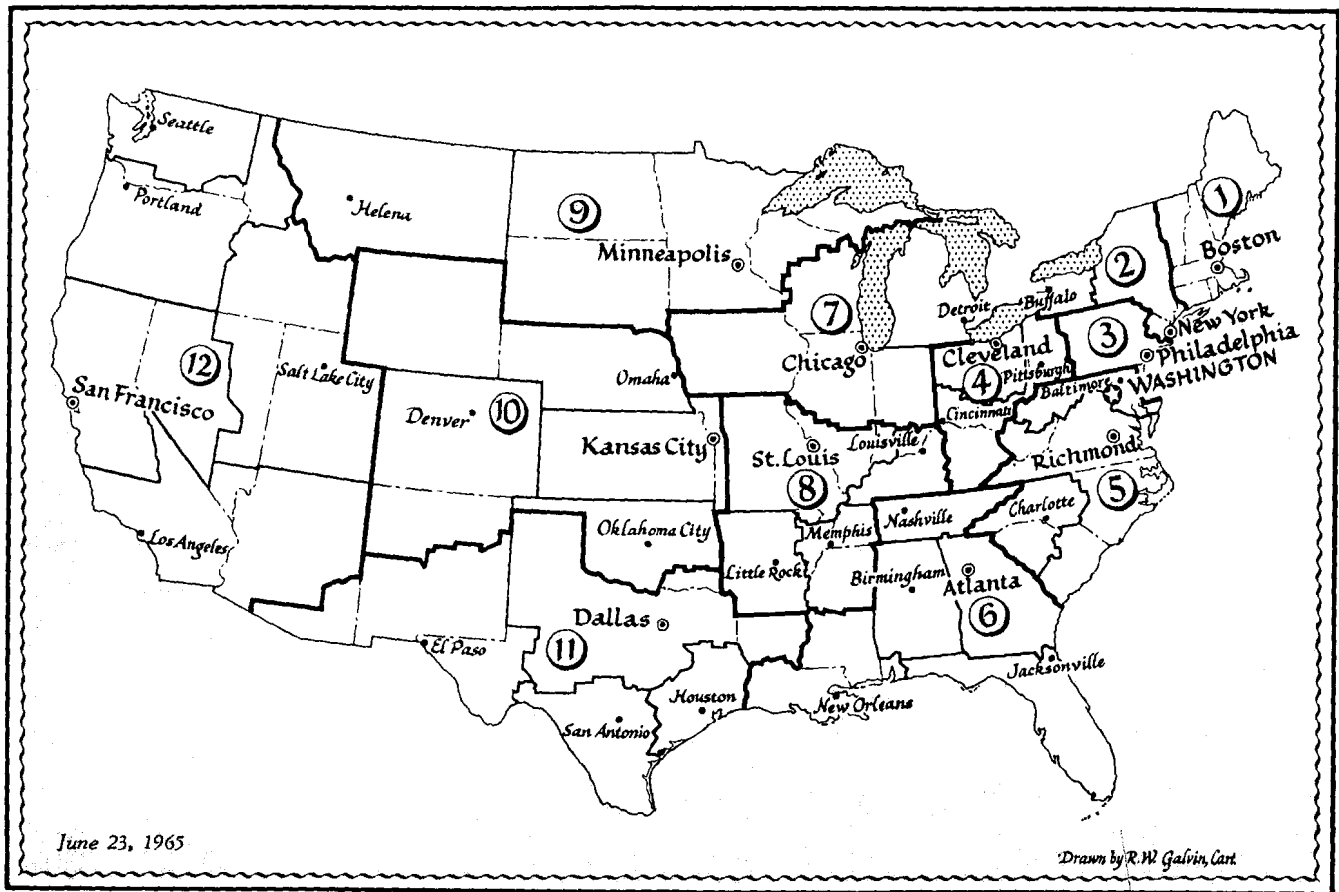 Seattle
Portland
Helena
9
Minneapolis
1
Boston
2
Buffalo
Detroit
7
3
New York
Philadelphia
WASHINGTON
Chicago
Cleveland
Pittsburgh
4
Baltimore
12
Salt Lake City
Omaha
San Francisco
Denver
10
Cincinnati
Kansas City
St. Louis
Louisville
Richmond
8
5
Los Angeles
Oklahoma City
Memphis
Nashville
Charlotte
Little Rock
Birmingham
Atlanta
Dallas
6
El Paso
11
Jacksonville
Houston
New Orleans
San Antonio
June 23, 1965
Drawn by R.W. Galvin, Cart.